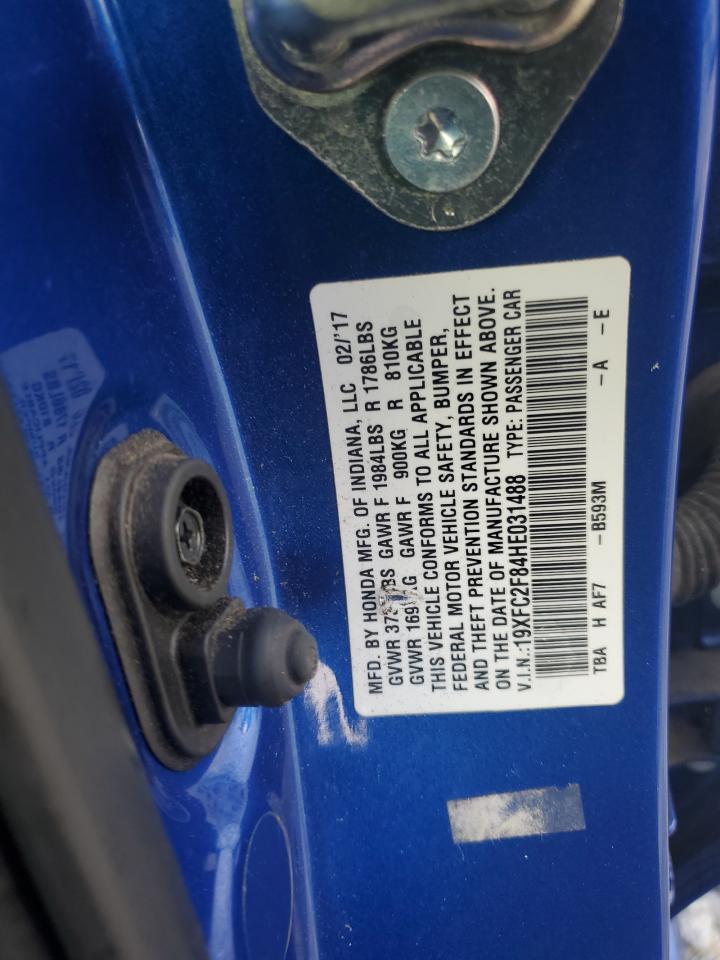 MFD. BY HONDA MFG. OF INDIANA, LLC 02/'17
GVWR GAWR F 1984LBS R 1786LBS
GVWR GAWR F 900KG R 810KG
THIS VEHICLE CONFORMS TO ALL APPLICABLE
FEDERAL MOTOR VEHICLE SAFETY, BUMPER,
AND THEFT PREVENTION STANDARDS IN EFFECT
ON THE DATE OF MANUFACTURE SHOWN ABOVE.
V.I.N.:19XFC2F84HE031488 TYPE: PASSENGER CAR
TBA H AF7 -B593M -A -E